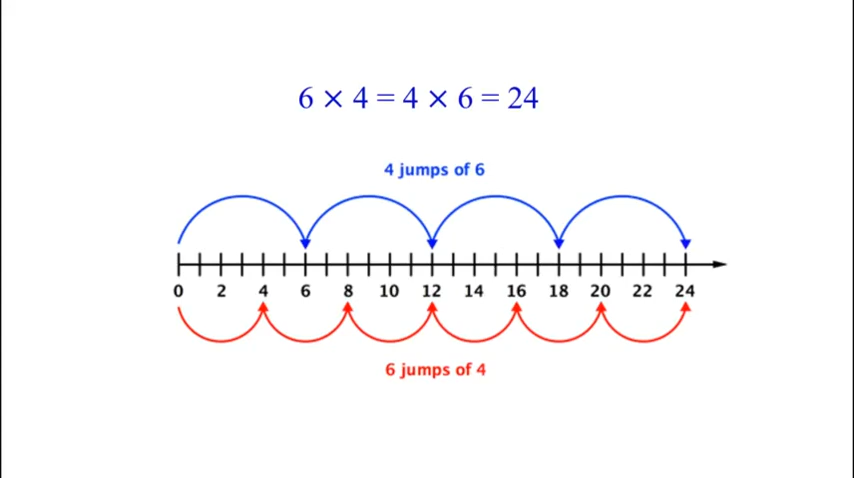 6 × 4 = 4 × 6 = 24
4 jumps of 6
0 2 4 6 8 10 12 14 16 18 20 22 24
6 jumps of 4